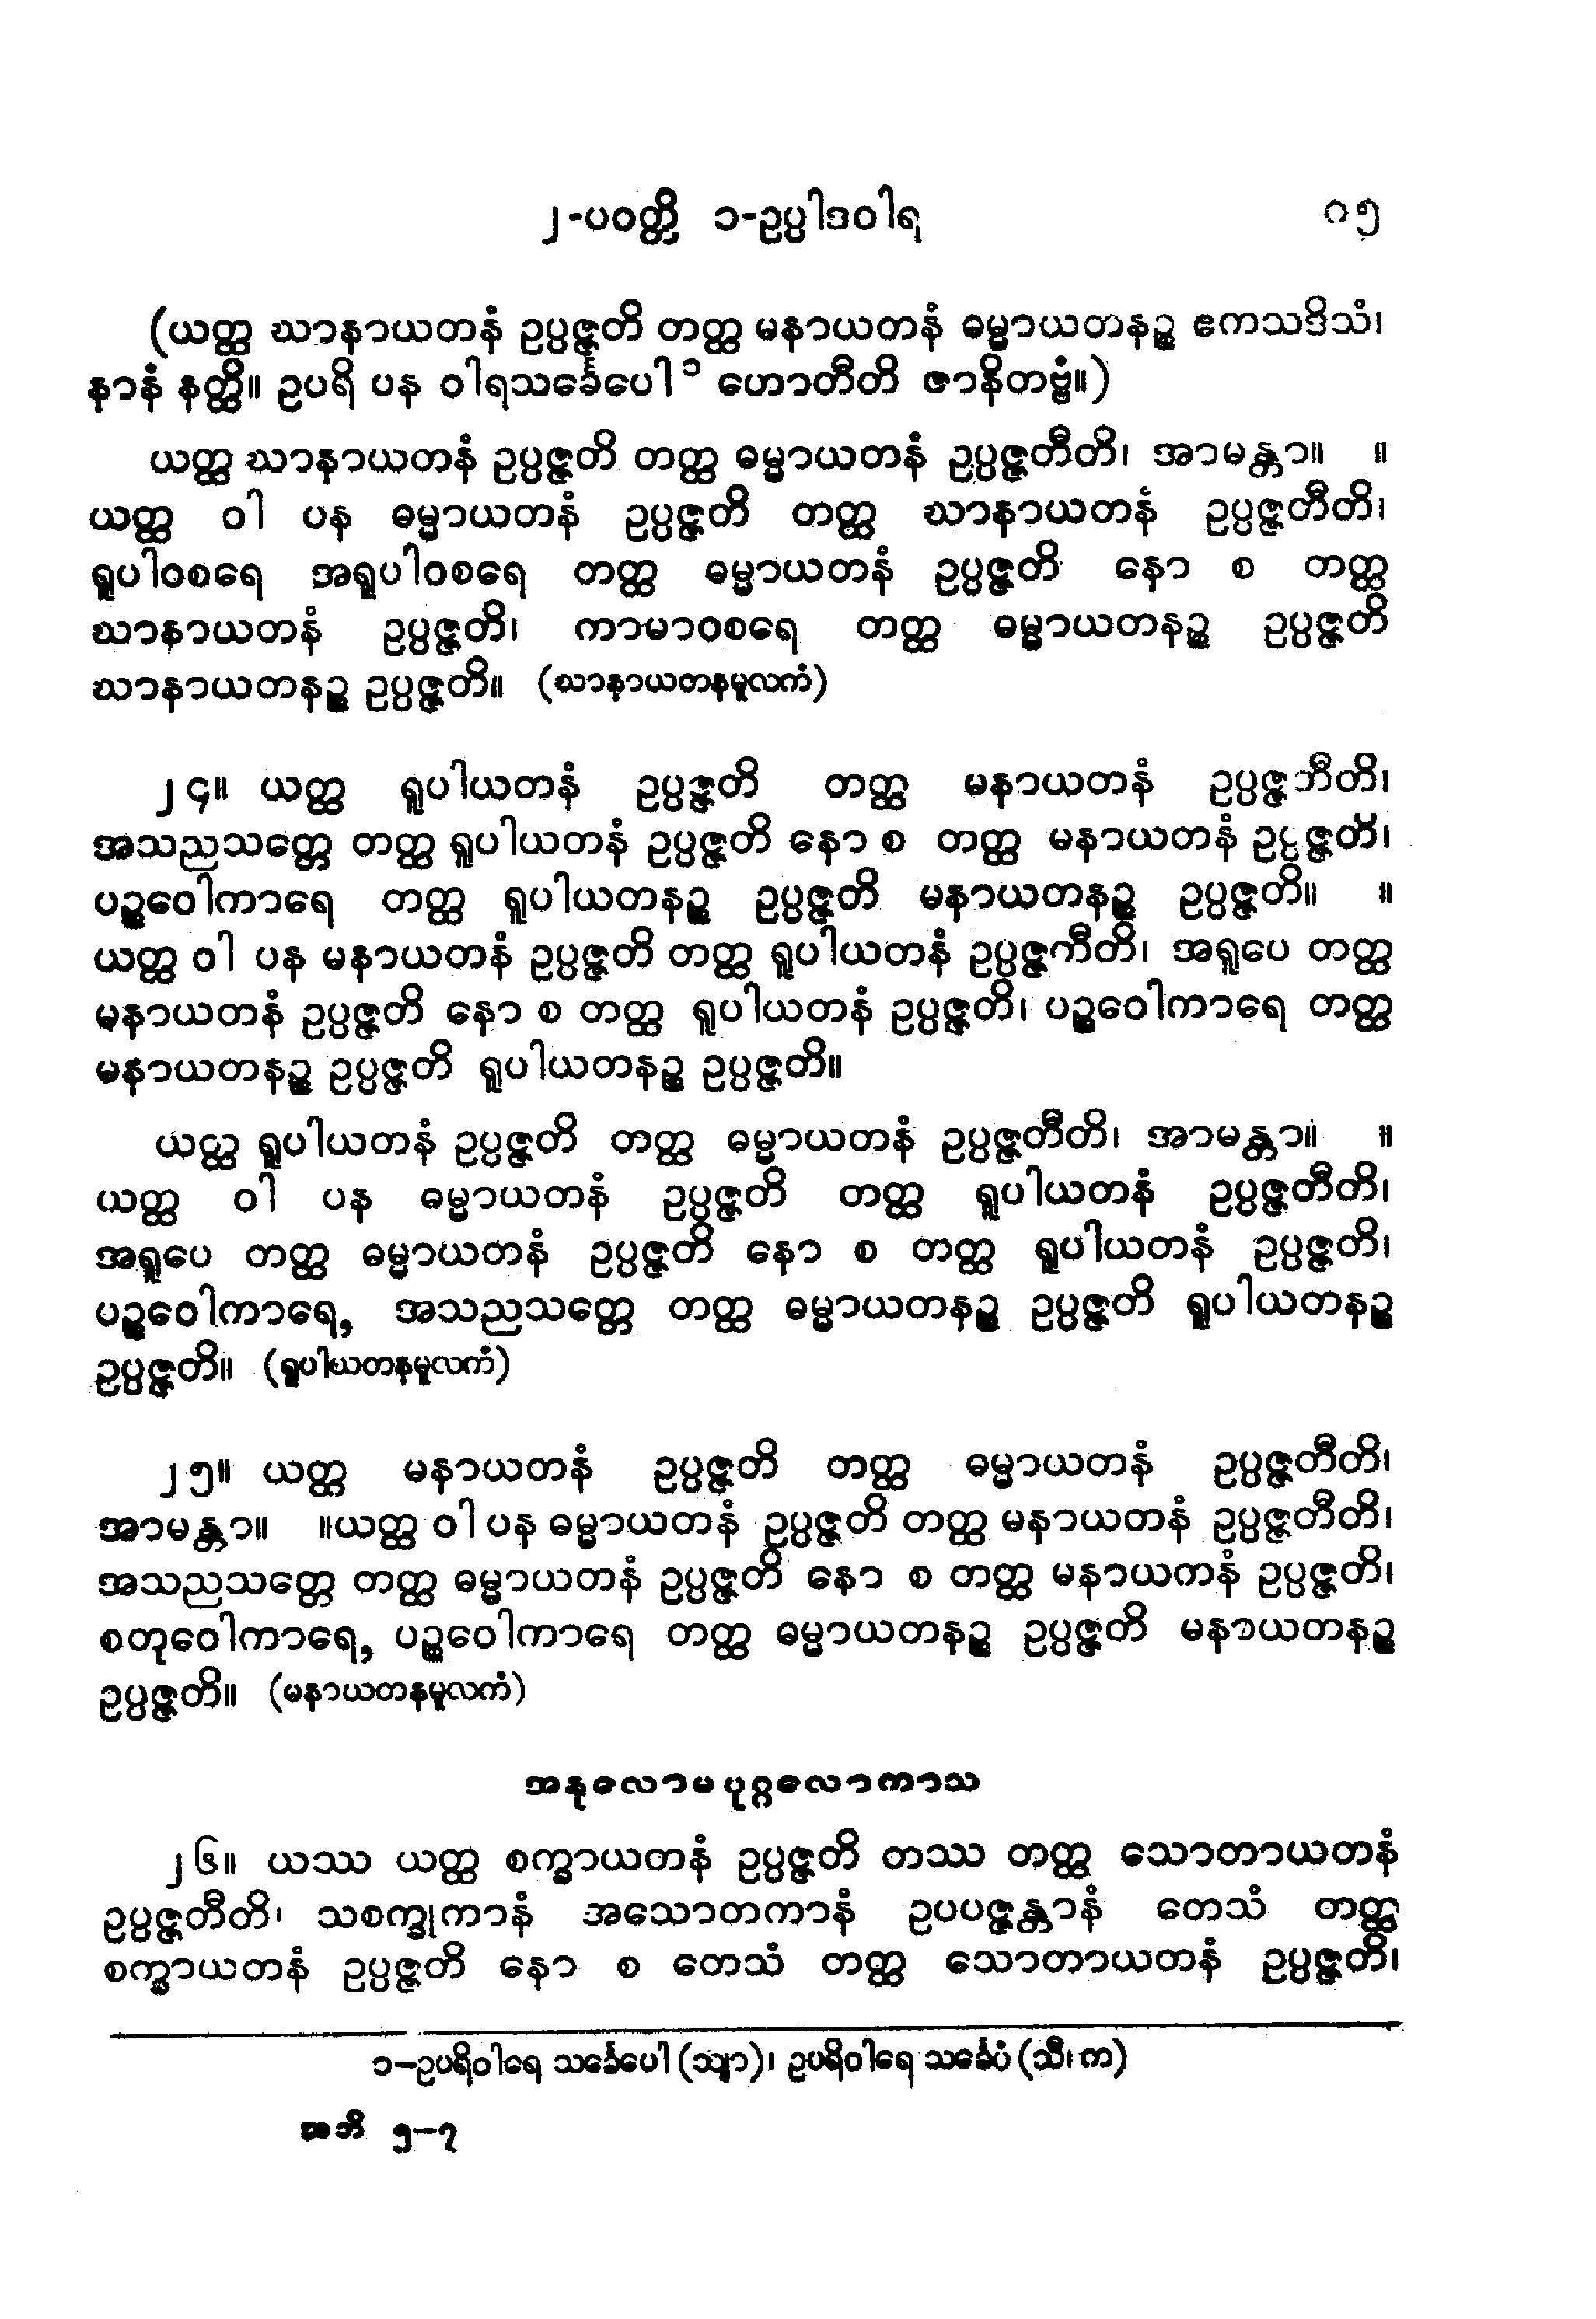 ၂-ပဝတ္တိ ၁-ဥပ္ပါဒဝါရ ၈၅
(ယတ္ထ ဃာနာယတနံ ဥပ္ပဇ္ဇတိ တတ္ထ မနာယတနံ ဓမ္မာယတနဉ္စ ဧကသဒိသံ၊
နာနံ နတ္ထိ။ ဥပရိ ပန ဝါရသင်္ခေပေါ၁ ဟောတီတိ ဇာနိတဗ္ဗံ။)
ယတ္ထ ဃာနာယတနံ ဥပ္ပဇ္ဇတိ တတ္ထ ဓမ္မာယတနံ ဥပ္ပဇ္ဇတီတိ၊ အာမန္တာ။ ။
ယတ္ထ ဝါ ပန ဓမ္မာယတနံ ဥပ္ပဇ္ဇတိ တတ္ထ ဃာနာယတနံ ဥပ္ပဇ္ဇတီတိ၊
ရူပါဝစရေ အရူပါဝစရေ တတ္ထ ဓမ္မာယတနံ ဥပ္ပဇ္ဇတိ နော စ တတ္ထ
ဃာနာယတနံ ဥပ္ပဇ္ဇတိ၊ ကာမာဝစရေ တတ္ထ ဓမ္မာယတနဉ္စ ဥပ္ပဇ္ဇတိ
ဃာနာယတနဉ္စ ဥပ္ပဇ္ဇတိ။ (ဃာနာယတနမူလကံ)
၂၄။ ယတ္ထ ရူပါယတနံ ဥပ္ပဇ္ဇတိ တတ္ထ မနာယတနံ ဥပ္ပဇ္ဇတီတိ၊
အသညသတ္တေ တတ္ထ ရူပါယတနံ ဥပ္ပဇ္ဇတိ နော စ တတ္ထ မနာယတနံ ဥပ္ပဇ္ဇတိ၊
ပဉ္စဝေါကာရေ တတ္ထ ရူပါယတနဉ္စ ဥပ္ပဇ္ဇတိ မနာယတနဉ္စ ဥပ္ပဇ္ဇတိ။ ။
ယတ္ထ ဝါ ပန မနာယတနံ ဥပ္ပဇ္ဇတိ တတ္ထ ရူပါယတနံ ဥပ္ပဇ္ဇတီတိ၊ အရူပေ တတ္ထ
မနာယတနံ ဥပ္ပဇ္ဇတိ နော စ တတ္ထ ရူပါယတနံ ဥပ္ပဇ္ဇတိ၊ ပဉ္စဝေါကာရေ တတ္ထ
မနာယတနဉ္စ ဥပ္ပဇ္ဇတိ ရူပါယတနဉ္စ ဥပ္ပဇ္ဇတိ။
ယတ္ထ ရူပါယတနံ ဥပ္ပဇ္ဇတိ တတ္ထ ဓမ္မာယတနံ ဥပ္ပဇ္ဇတီတိ၊ အာမန္တာ။ ။
ယတ္ထ ဝါ ပန ဓမ္မာယတနံ ဥပ္ပဇ္ဇတိ တတ္ထ ရူပါယတနံ ဥပ္ပဇ္ဇတီတိ၊
အရူပေ တတ္ထ ဓမ္မာယတနံ ဥပ္ပဇ္ဇတိ နော စ တတ္ထ ရူပါယတနံ ဥပ္ပဇ္ဇတိ၊
ပဉ္စဝေါကာရေ, အသညသတ္တေ တတ္ထ ဓမ္မာယတနဉ္စ ဥပ္ပဇ္ဇတိ ရူပါယတနဉ္စ
ဥပ္ပဇ္ဇတိ။ (ရူပါယတနမူလကံ)
၂၅။ ယတ္ထ မနာယတနံ ဥပ္ပဇ္ဇတိ တတ္ထ ဓမ္မာယတနံ ဥပ္ပဇ္ဇတီတိ၊
အာမန္တာ။ ။ယတ္ထ ဝါ ပန ဓမ္မာယတနံ ဥပ္ပဇ္ဇတိ တတ္ထ မနာယတနံ ဥပ္ပဇ္ဇတီတိ၊
အသညသတ္တေ တတ္ထ ဓမ္မာယတနံ ဥပ္ပဇ္ဇတိ နော စ တတ္ထ မနာယတနံ ဥပ္ပဇ္ဇတိ၊
စတုဝေါကာရေ, ပဉ္စဝေါကာရေ တတ္ထ ဓမ္မာယတနဉ္စ ဥပ္ပဇ္ဇတိ မနာယတနဉ္စ
ဥပ္ပဇ္ဇတိ။ (မနာယတနမူလကံ)
အနုလောမပုဂ္ဂလောကာသ
၂၆။ ယဿ ယတ္ထ စက္ခာယတနံ ဥပ္ပဇ္ဇတိ တဿ တတ္ထ သောတာယတနံ
ဥပ္ပဇ္ဇတီတိ၊ သစက္ခုကာနံ အသောတကာနံ ဥပပဇ္ဇန္တာနံ တေသံ တတ္ထ
စက္ခာယတနံ ဥပ္ပဇ္ဇတိ နော စ တေသံ တတ္ထ သောတာယတနံ ဥပ္ပဇ္ဇတိ၊
၁-ဥပရိဝါရေ သင်္ခေပေါ (သျာ)၊ ဥပရိဝါရေ သင်္ခေပံ (သီ၊က)
အဘိ ၅-၇